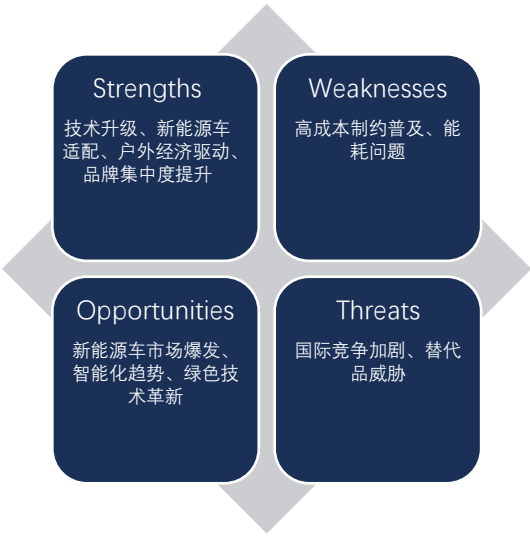 Strengths
技术升级、新能源车
适配、户外经济驱动、
品牌集中度提升
Weaknesses
高成本制约普及、能
耗问题
Opportunities
新能源车市场爆发、
智能化趋势、绿色技
术革新
Threats
国际竞争加剧、替代
品威胁